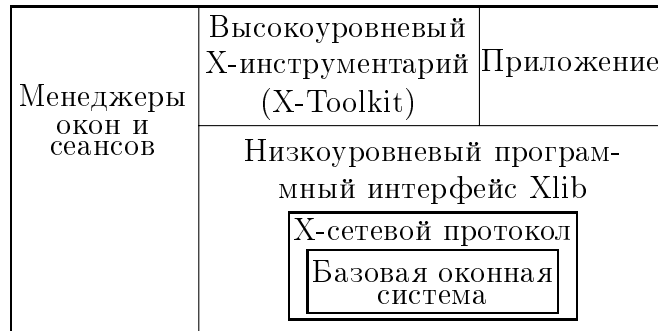 Менеджеры
окон и
сеансов
Высокоуровневый
X-инструментарий
(X-Toolkit)
Приложение
Низкоуровневый програм-
мный интерфейс Xlib
X-сетевой протокол
Базовая оконная
система